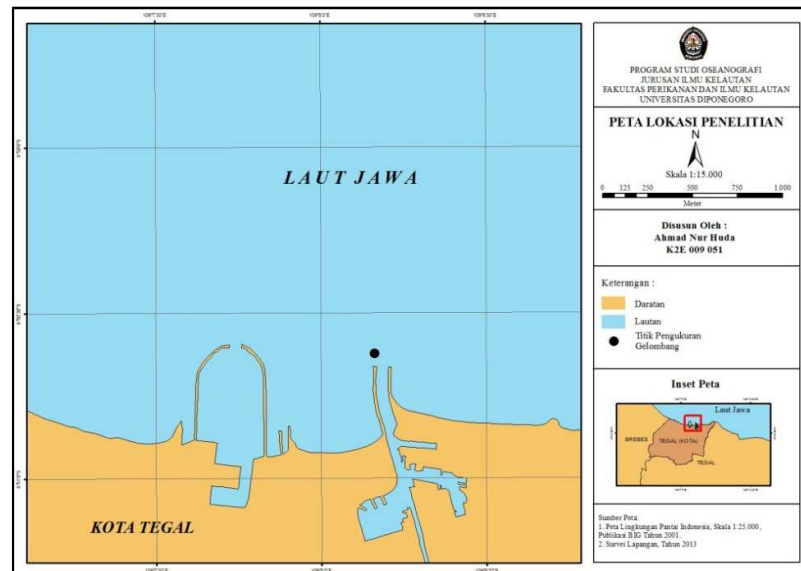 LAUT JAWA
KOTA TEGAL
PROGRAM STUDI OSEANOGRAFI
JURUSAN ILMU KELAUTAN
FAKULTAS PERIKANAN DAN ILMU KELAUTAN
UNIVERSITAS DIPONEGORO
PETA LOKASI PENELITIAN
N
Skala 1:15.000
0 125 250 500 750 1.000
Meter
Disusun Oleh :
Ahmad Nur Huda
K2E 009 051
Keterangan :
Daratan
Lautan
Titik Pengukuran
Gelombang
Inset Peta
Laut Jawa
BREBES
TEGAL (KOTA)
TEGAL
Sumber Peta:
1. Peta Lingkungan Pantai Indonesia, Skala 1:25.000,
Publikasi BIG Tahun 2001.
2. Survei Lapangan, Tahun 2013